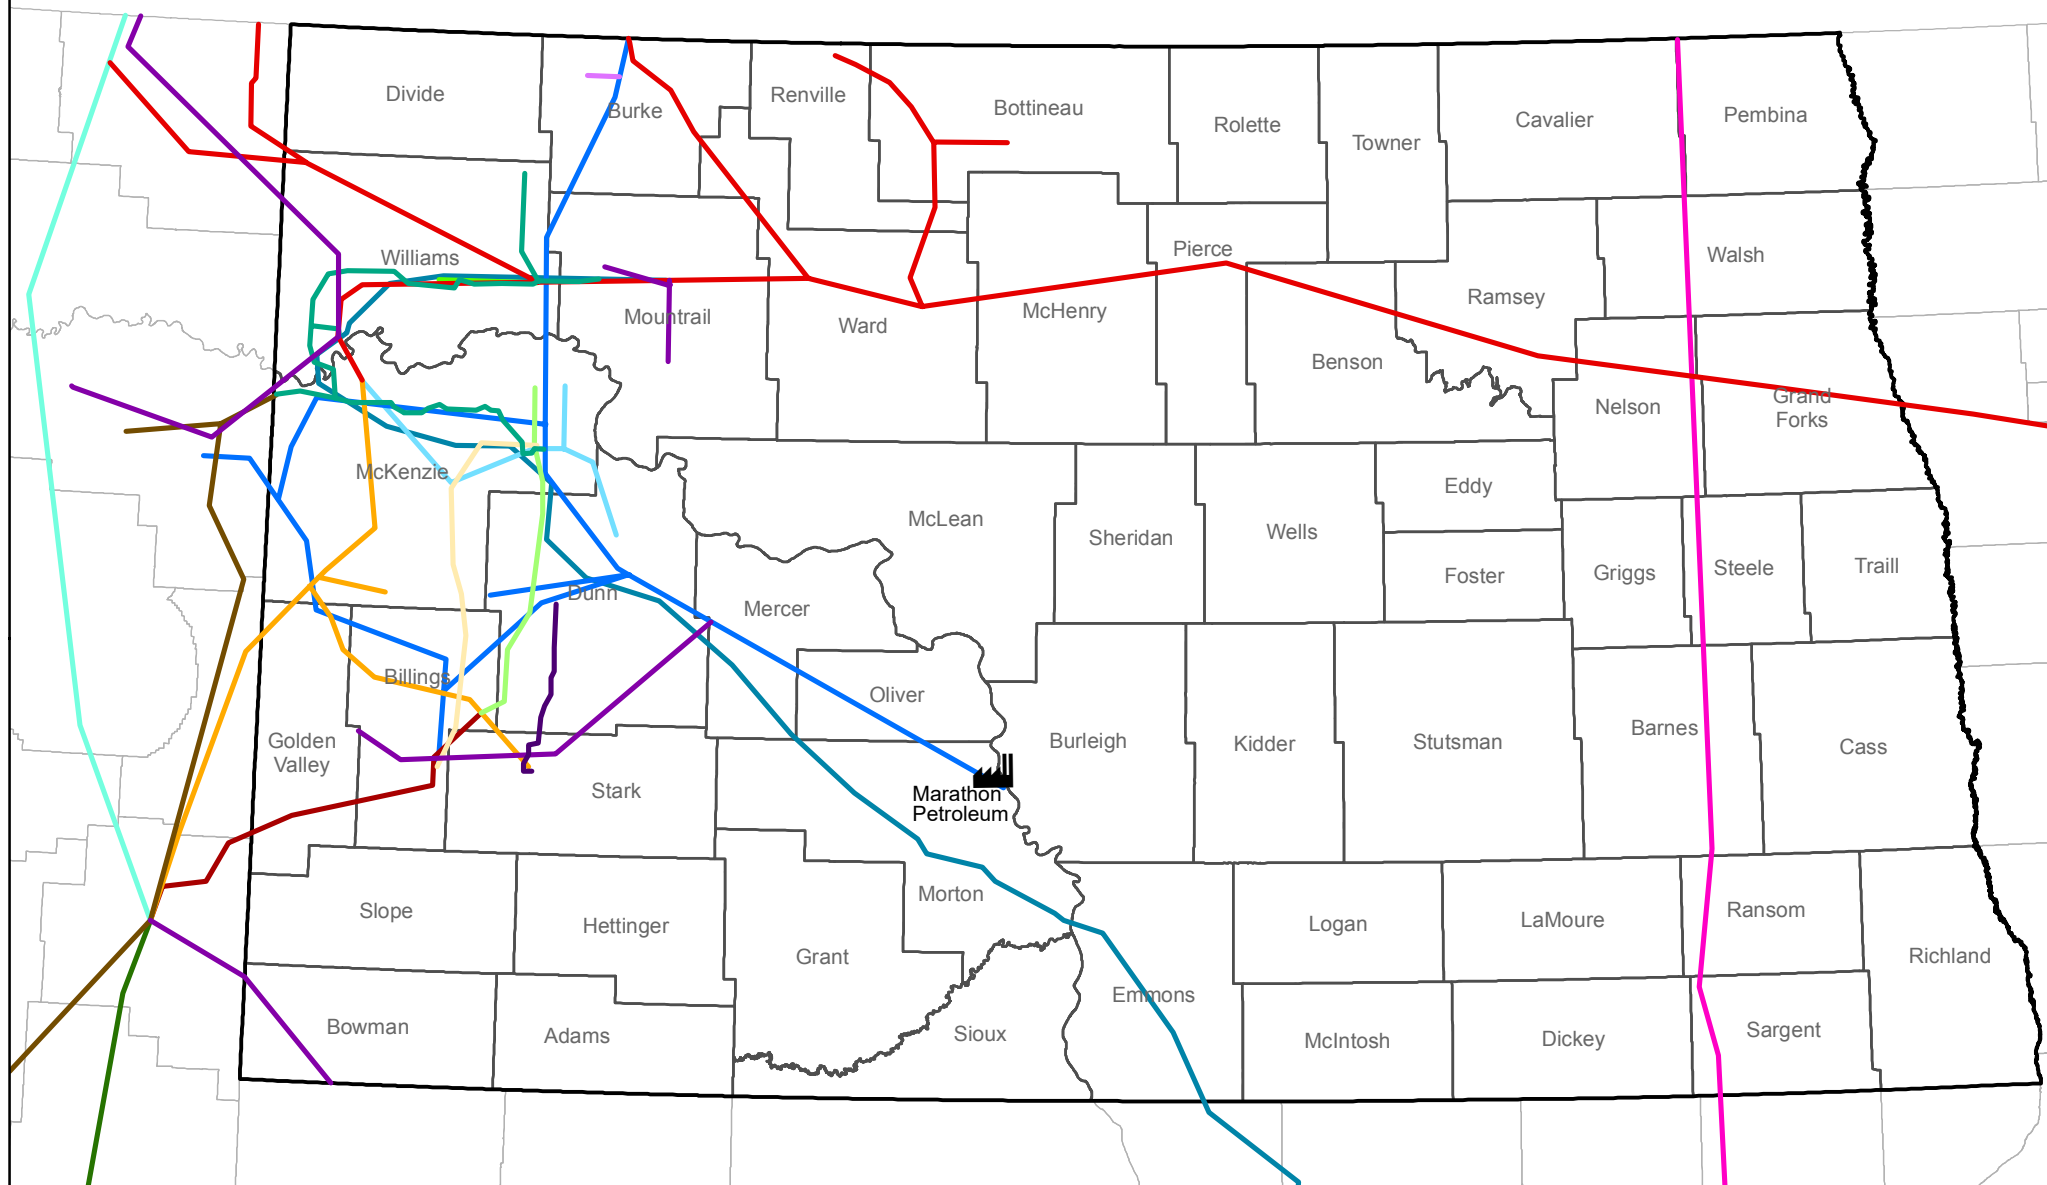 Divide
Burke
Renville
Bottineau
Rolette
Towner
Cavalier
Pembina
Williams
Mountrail
Ward
McHenry
Pierce
Benson
Ramsey
Walsh
Nelson
Grand
Forks
McKenzie
McLean
Sheridan
Wells
Eddy
Foster
Griggs
Steele
Traill
Dunn
Mercer
Oliver
Billings
Golden
Valley
Stark
Marathon
Petroleum
Burleigh
Kidder
Stutsman
Barnes
Cass
Slope
Hettinger
Grant
Morton
Emmons
Logan
LaMoure
Ransom
Richland
Bowman
Adams
Sioux
McIntosh
Dickey
Sargent